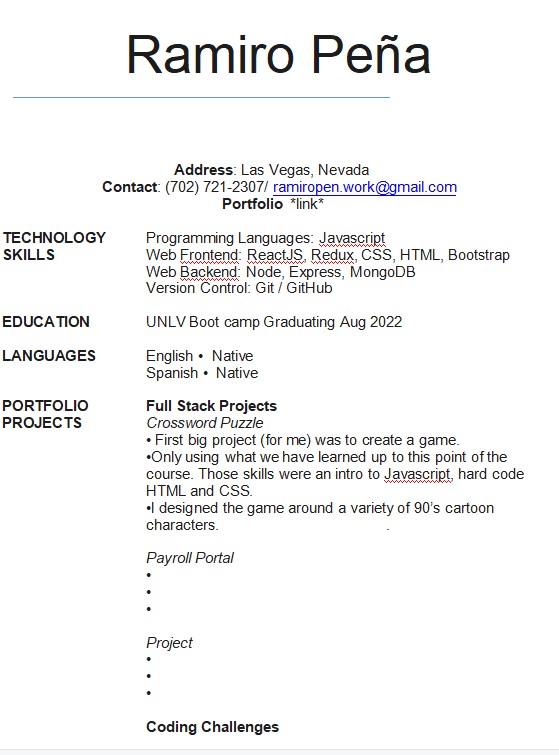 Ramiro Peña
Address: Las Vegas, Nevada
Contact: (702) 721-2307/ ramiropen.work@gmail.com
Portfolio *link*
TECHNOLOGY SKILLS
Programming Languages: Javascript
Web Frontend: ReactJS, Redux, CSS, HTML, Bootstrap
Web Backend: Node, Express, MongoDB
Version Control: Git / GitHub
EDUCATION
UNLV Boot camp Graduating Aug 2022
LANGUAGES
English • Native
Spanish • Native
PORTFOLIO PROJECTS
Full Stack Projects
Crossword Puzzle
• First big project (for me) was to create a game.
•Only using what we have learned up to this point of the
course. Those skills were an intro to Javascript, hard code
HTML and CSS.
•I designed the game around a variety of 90’s cartoon
characters. .
Payroll Portal
•
•
•
Project
•
•
•
Coding Challenges